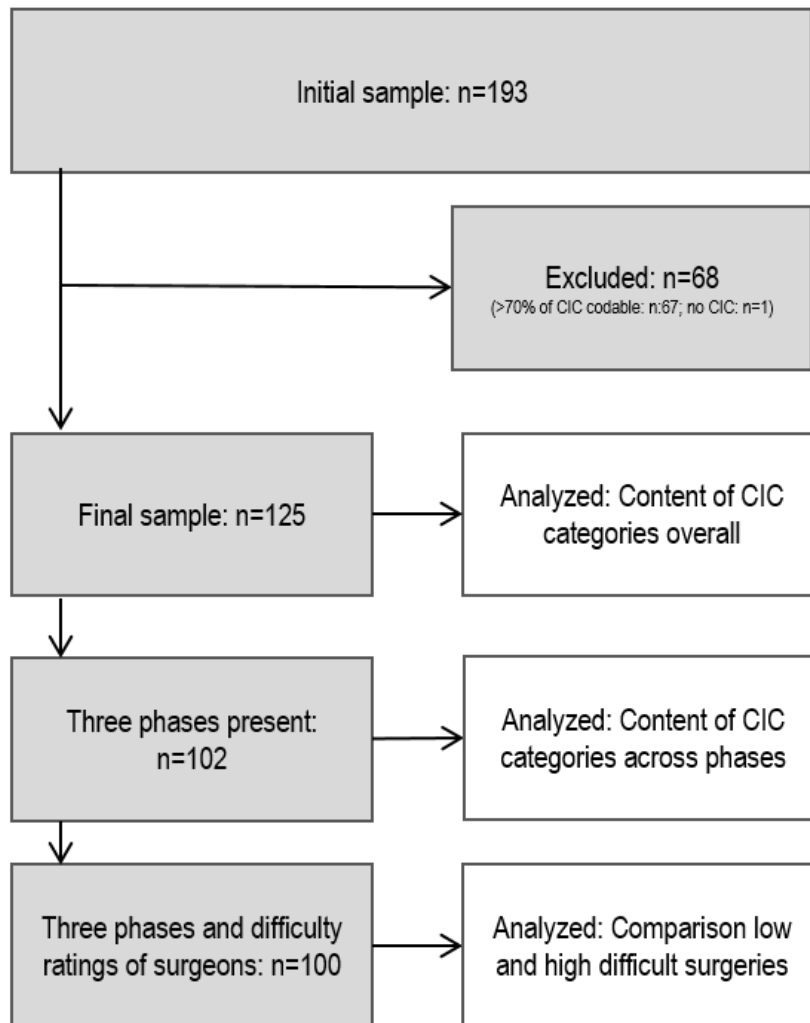 Initial sample: n=193
Excluded: n=68
(>70% of CIC codable: n:67; no CIC: n=1)
Final sample: n=125
Analyzed: Content of CIC
categories overall
Three phases present:
n=102
Analyzed: Content of CIC
categories across phases
Three phases and difficulty
ratings of surgeons: n=100
Analyzed: Comparison low
and high difficult surgeries